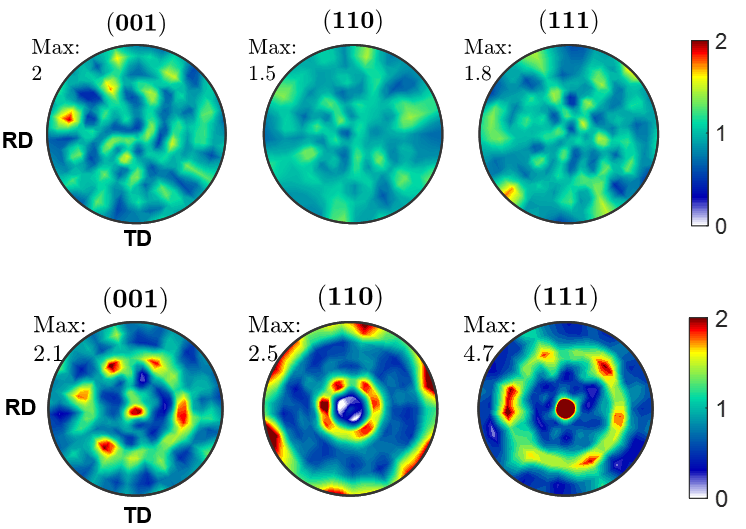 (001) (110) (111)
Max: Max: Max:
2 1.5 1.8
2
RD
1
0
TD
(001) (110) (111)
Max: Max: Max:
2.1 2.5 4.7
2
RD
1
0
TD